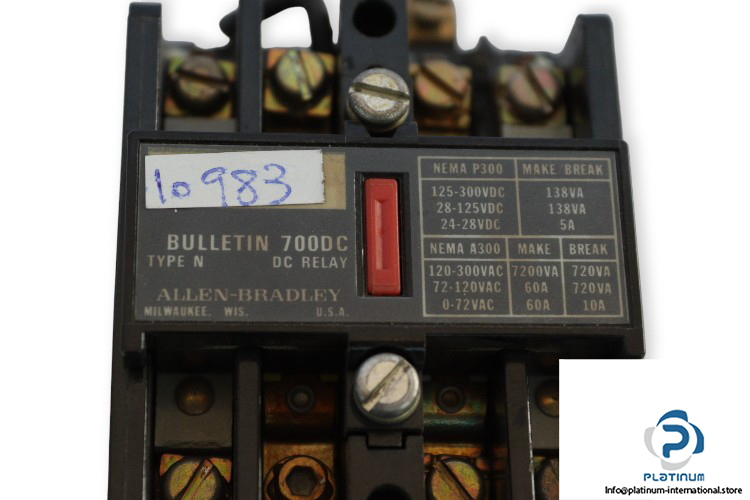 10983
BULLETIN 700DC
TYPE N DC RELAY
ALLEN-BRADLEY
MILWAUKEE, WIS. U.S.A.
NEMA P300 MAKE BREAK
125-300VDC 138VA
28-125VDC 138VA
24-28VDC 5A
NEMA A300 MAKE BREAK
120-300VAC 7200VA 720VA
72-120VAC 60A 720VA
0-72VAC 60A 10A
PLATINUM
INTERNATIONAL
Info@platinum-international.store